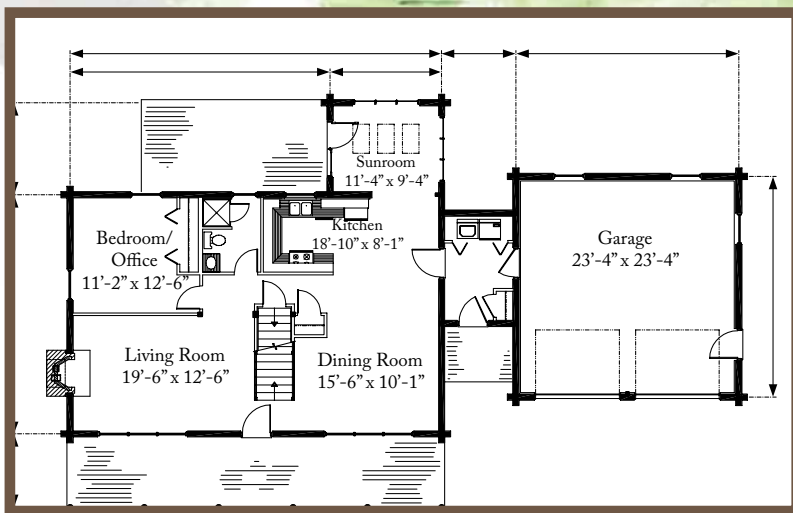 Sunroom
11'-4" x 9'-4"
Kitchen
18'-10" x 8'-1"
Bedroom/
Office
11'-2" x 12'-6"
Garage
23'-4" x 23'-4"
Living Room
19'-6" x 12'-6"
Dining Room
15'-6" x 10'-1"